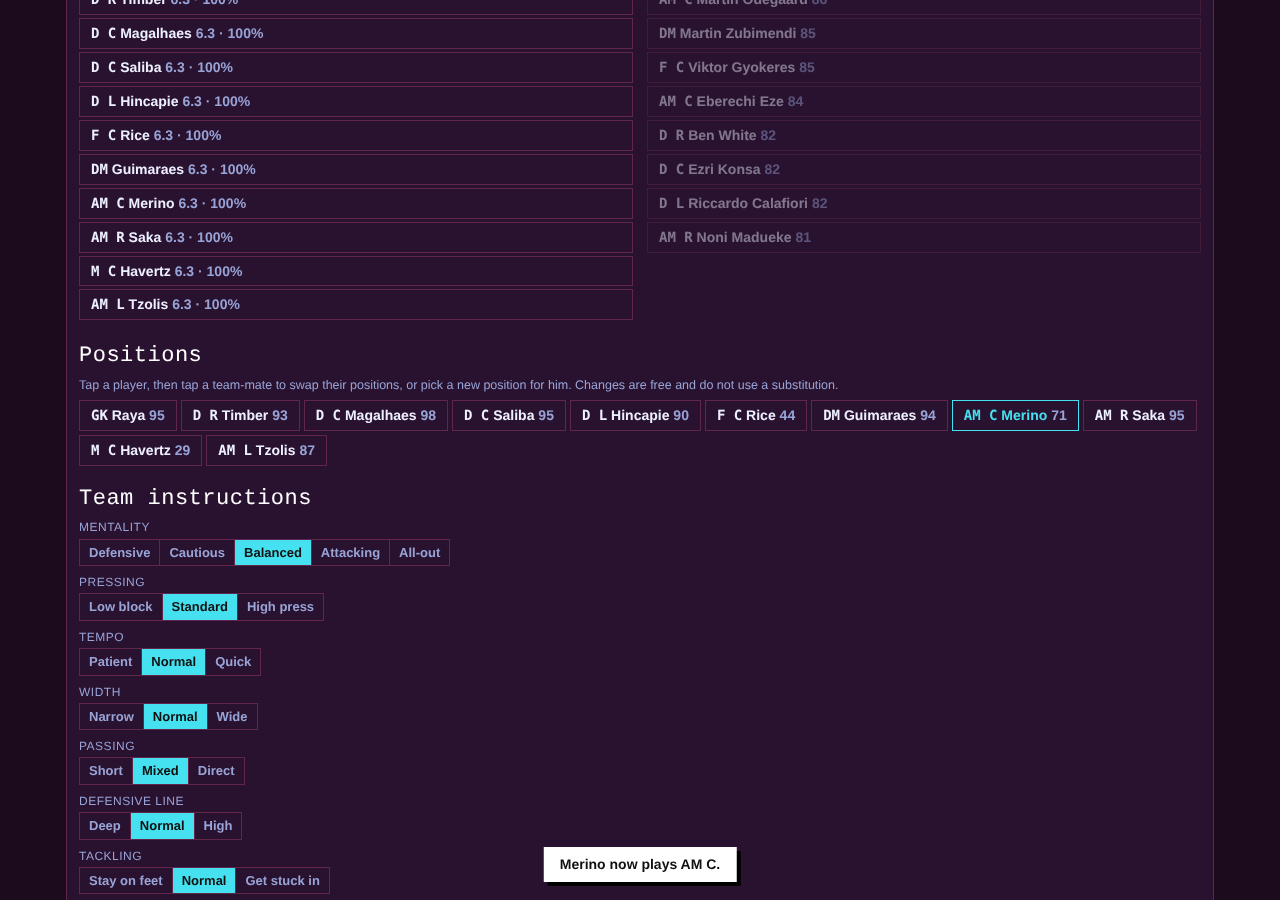 D R Timber 6.3 · 100%
AM C Martin Odegaard 86
D C Magalhaes 6.3 · 100%
DM Martin Zubimendi 85
D C Saliba 6.3 · 100%
F C Viktor Gyokeres 85
D L Hincapie 6.3 · 100%
AM C Eberechi Eze 84
F C Rice 6.3 · 100%
D R Ben White 82
DM Guimaraes 6.3 · 100%
D C Ezri Konsa 82
AM C Merino 6.3 · 100%
D L Riccardo Calafiori 82
AM R Saka 6.3 · 100%
AM R Noni Madueke 81
M C Havertz 6.3 · 100%
AM L Tzolis 6.3 · 100%
Positions
Tap a player, then tap a team-mate to swap their positions, or pick a new position for him. Changes are free and do not use a substitution.
GK Raya 95 D R Timber 93 D C Magalhaes 98 D C Saliba 95 D L Hincapie 90 F C Rice 44 DM Guimaraes 94 AM C Merino 71 AM R Saka 95
M C Havertz 29 AM L Tzolis 87
Team instructions
MENTALITY
Defensive Cautious Balanced Attacking All-out
PRESSING
Low block Standard High press
TEMPO
Patient Normal Quick
WIDTH
Narrow Normal Wide
PASSING
Short Mixed Direct
DEFENSIVE LINE
Deep Normal High
TACKLING
Stay on feet Normal Get stuck in
Merino now plays AM C.